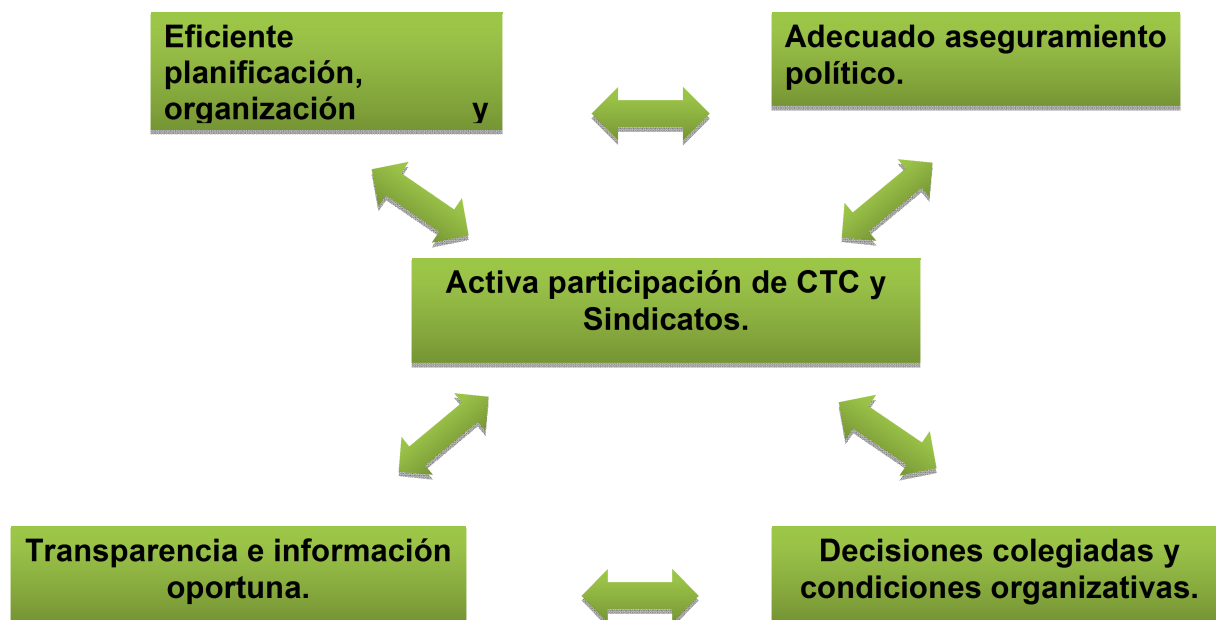 Eficiente
planificación,
organización y
Adecuado aseguramiento
político.
Activa participación de CTC y
Sindicatos.
Transparencia e información
oportuna.
Decisiones colegiadas y
condiciones organizativas.